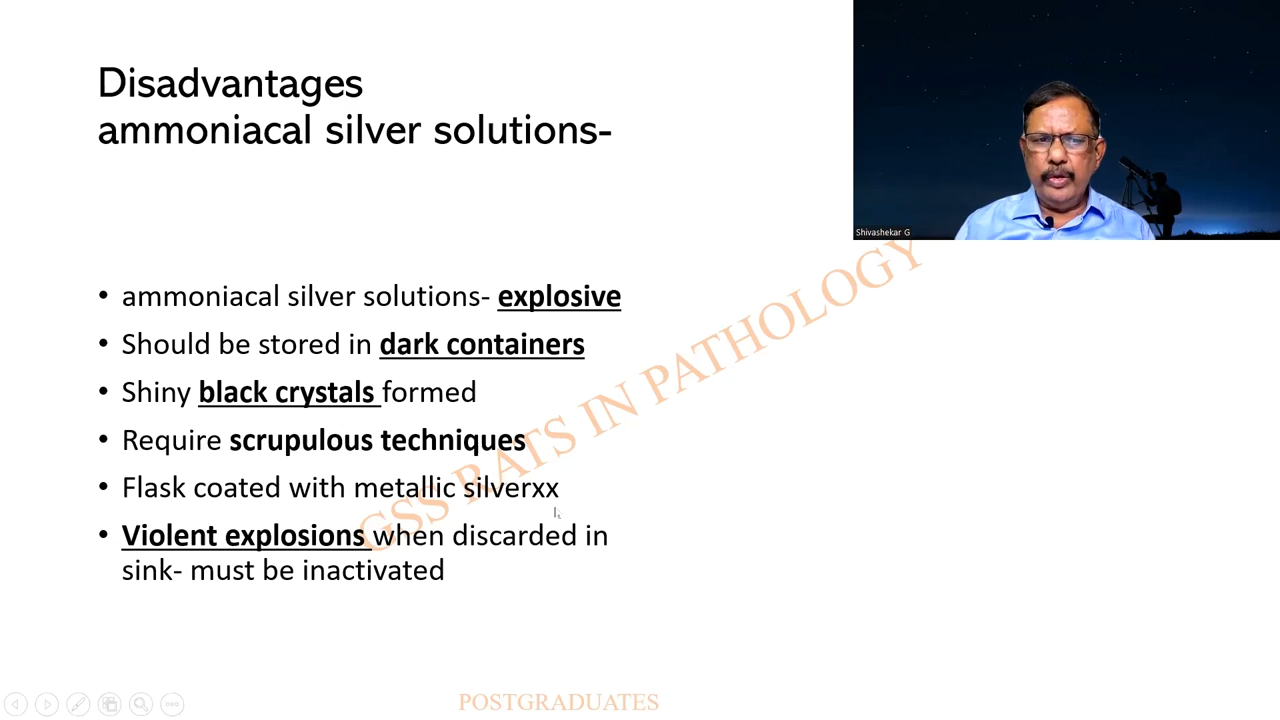 Disadvantages
ammoniacal silver solutions-
Shivashekar G
• ammoniacal silver solutions- explosive
• Should be stored in dark containers
• Shiny black crystals formed
• Require scrupulous techniques
• Flask coated with metallic silverxx
• Violent explosions when discarded in
sink- must be inactivated
GSS RATS IN PATHOLOGY
POSTGRADUATES